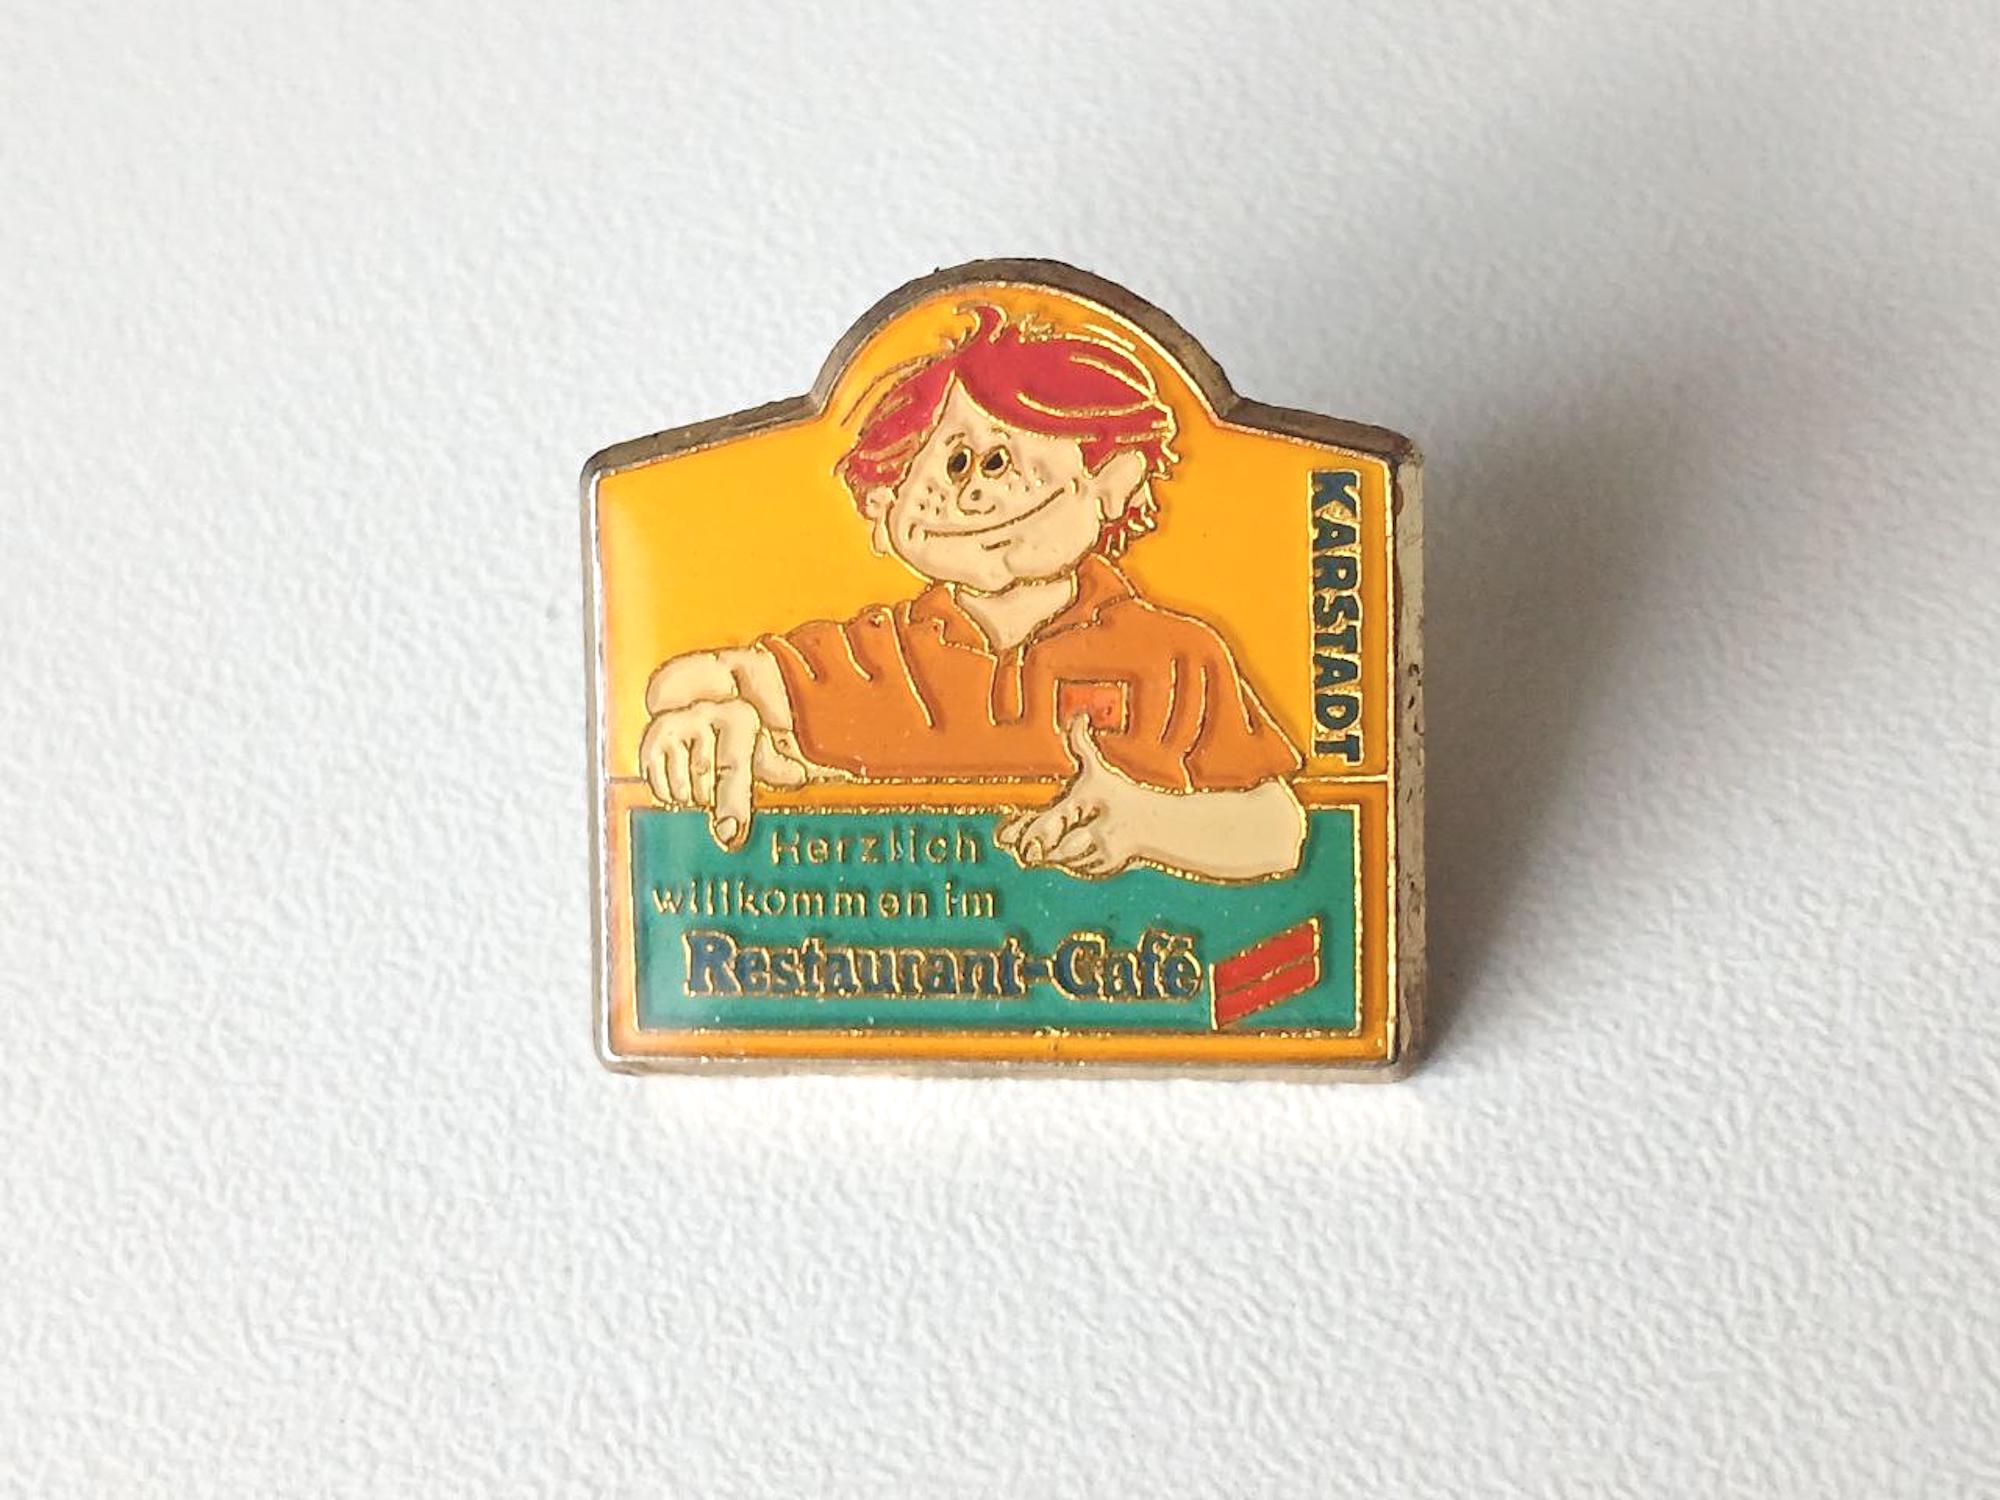 KARSTADT
Herzlich
willkommen im
Restaurant-Café